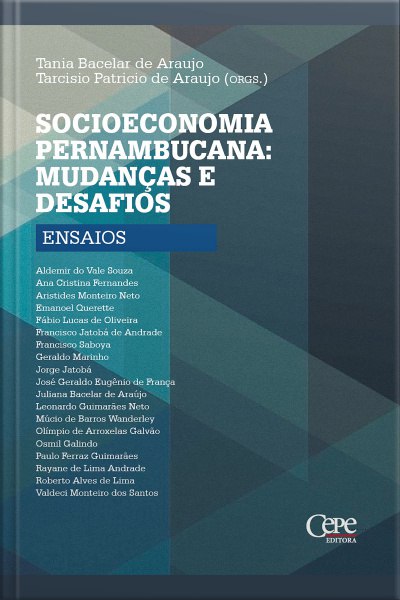 Tania Bacelar de Araujo
Tarcisio Patricio de Araujo (ORGS.)
SOCIOECONOMIA
PERNAMBUCANA:
MUDANÇAS E
DESAFIOS
ENSAIOS
Aldemir do Vale Souza
Ana Cristina Fernandes
Aristides Monteiro Neto
Emanoel Querette
Fábio Lucas de Oliveira
Francisco Jatobá de Andrade
Francisco Saboya
Geraldo Marinho
Jorge Jatobá
José Geraldo Eugênio de França
Juliana Bacelar de Araújo
Leonardo Guimarães Neto
Múcio de Barros Wanderley
Olímpio de Arroxelas Galvão
Osmil Galindo
Paulo Ferraz Guimarães
Rayane de Lima Andrade
Roberto Alves de Lima
Valdeci Monteiro dos Santos
Cepe
EDITORA